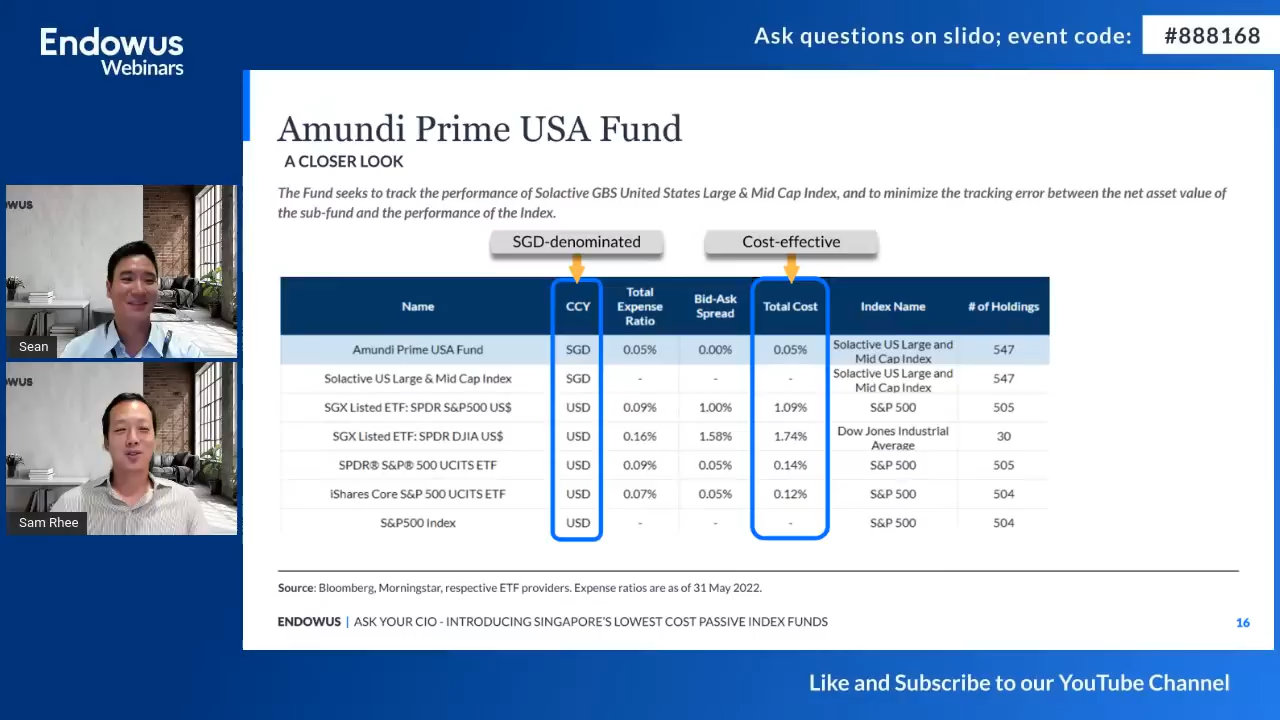 Endowus
Webinars
Ask questions on slido; event code: #888168
Amundi Prime USA Fund
A CLOSER LOOK
The Fund seeks to track the performance of Solactive GBS United States Large & Mid Cap Index, and to minimize the tracking error between the net asset value of
the sub-fund and the performance of the Index.
SGD-denominated Cost-effective
Name CCY Total Expense Ratio Bid-Ask Spread Total Cost Index Name # of Holdings
Amundi Prime USA Fund SGD 0.05% 0.00% 0.05% Solactive US Large and Mid Cap Index 547
Solactive US Large & Mid Cap Index SGD - - - Solactive US Large and Mid Cap Index 547
SGX Listed ETF: SPDR S&P500 US$ USD 0.09% 1.00% 1.09% S&P 500 505
SGX Listed ETF: SPDR DJIA US$ USD 0.16% 1.58% 1.74% Dow Jones Industrial Average 30
SPDR® S&P® 500 UCITS ETF USD 0.09% 0.05% 0.14% S&P 500 505
iShares Core S&P 500 UCITS ETF USD 0.07% 0.05% 0.12% S&P 500 504
S&P500 Index USD - - - S&P 500 504
Source: Bloomberg, Morningstar, respective ETF providers. Expense ratios are as of 31 May 2022.
ENDOWUS | ASK YOUR CIO - INTRODUCING SINGAPORE'S LOWEST COST PASSIVE INDEX FUNDS 16
owus
Sean
owus
Sam Rhee
Like and Subscribe to our YouTube Channel